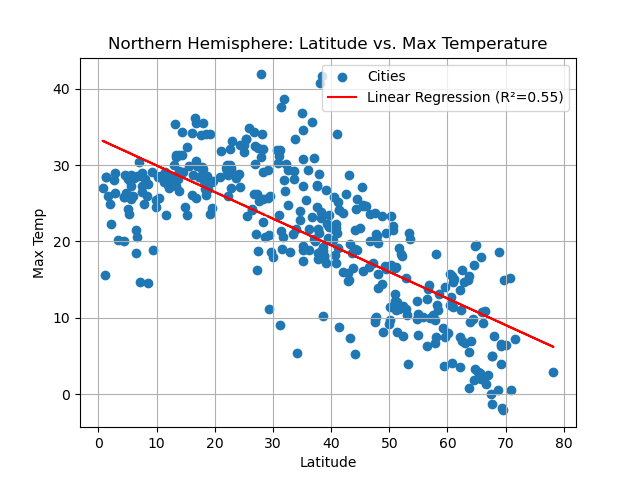 Northern Hemisphere: Latitude vs. Max Temperature
Cities
Linear Regression (R²=0.55)
Max Temp
40
30
20
10
0
0 10 20 30 40 50 60 70 80
Latitude